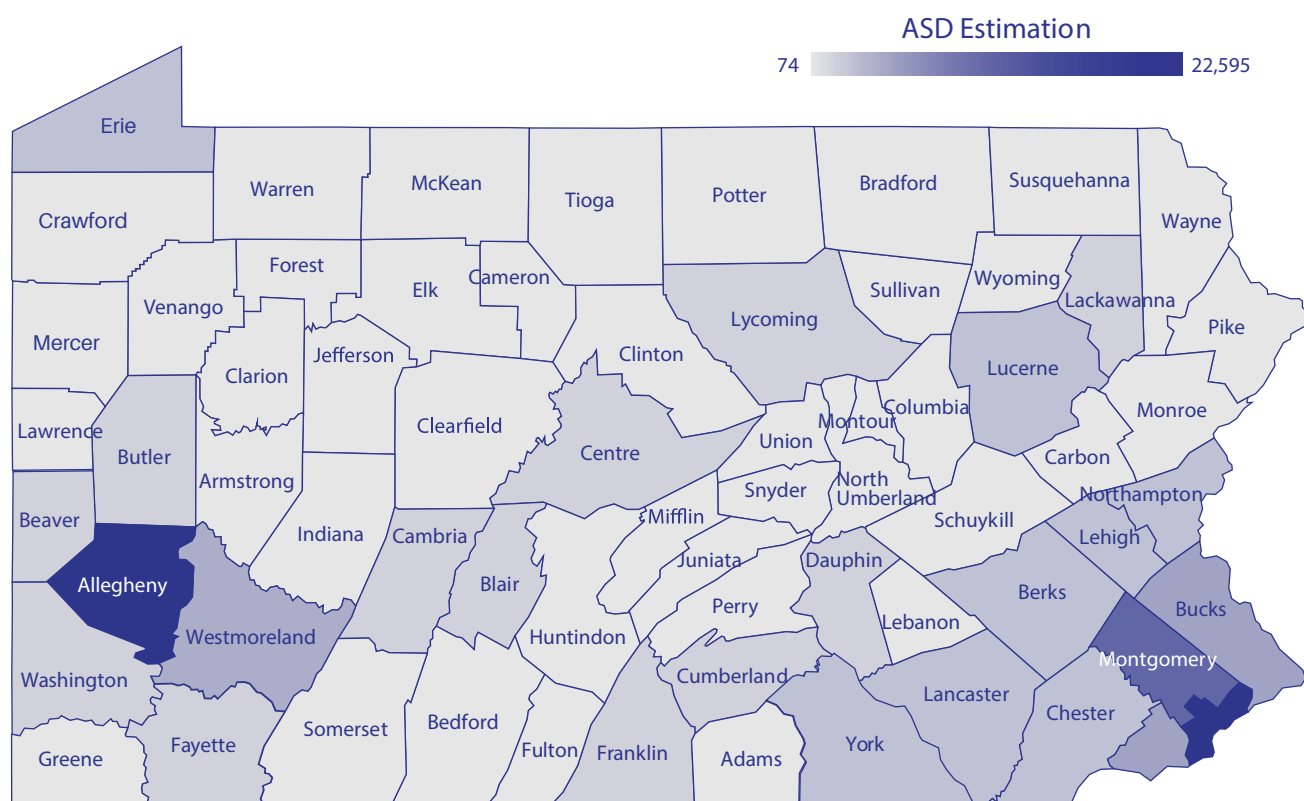 ASD Estimation
74
22,595
Erie
Warren
McKean
Tioga
Potter
Bradford
Susquehanna
Wayne
Crawford
Forest
Cameron
Elk
Venango
Sullivan
Wyoming
Lackawanna
Lycoming
Pike
Mercer
Jefferson
Clinton
Clarion
Lucerne
Lawrence
Clearfield
Columbia
Montour
Monroe
Butler
Centre
Union
Carbon
Armstrong
Snyder
North
Umberland
Northampton
Beaver
Indiana
Cambria
Mifflin
Schuykill
Lehigh
Allegheny
Blair
Juniata
Dauphin
Berks
Bucks
Westmoreland
Huntindon
Perry
Lebanon
Montgomery
Washington
Cumberland
Lancaster
Chester
Somerset
Bedford
Fulton
Franklin
Adams
York
Fayette
Greene